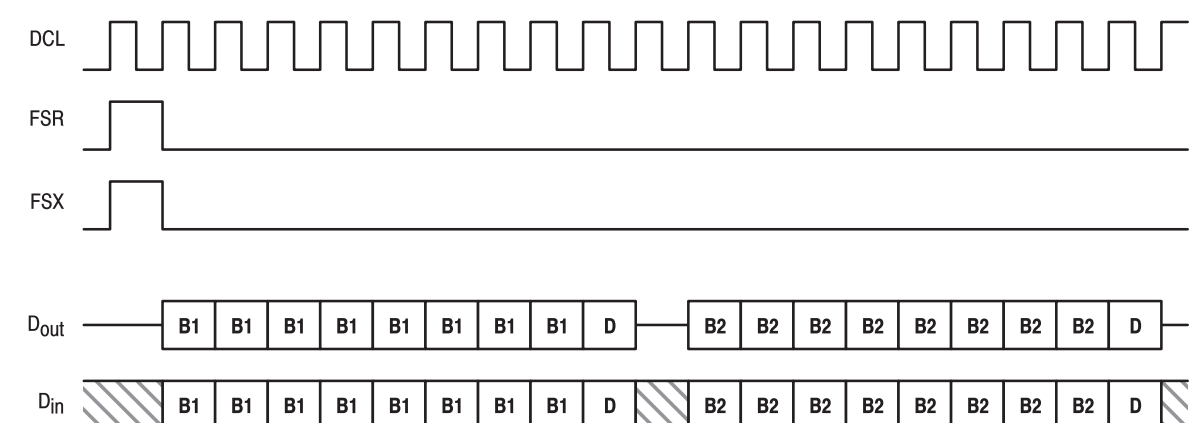 DCL
FSR
FSX
Dout B1 B1 B1 B1 B1 B1 B1 B1 D B2 B2 B2 B2 B2 B2 B2 B2 D
Din B1 B1 B1 B1 B1 B1 B1 B1 D B2 B2 B2 B2 B2 B2 B2 B2 D